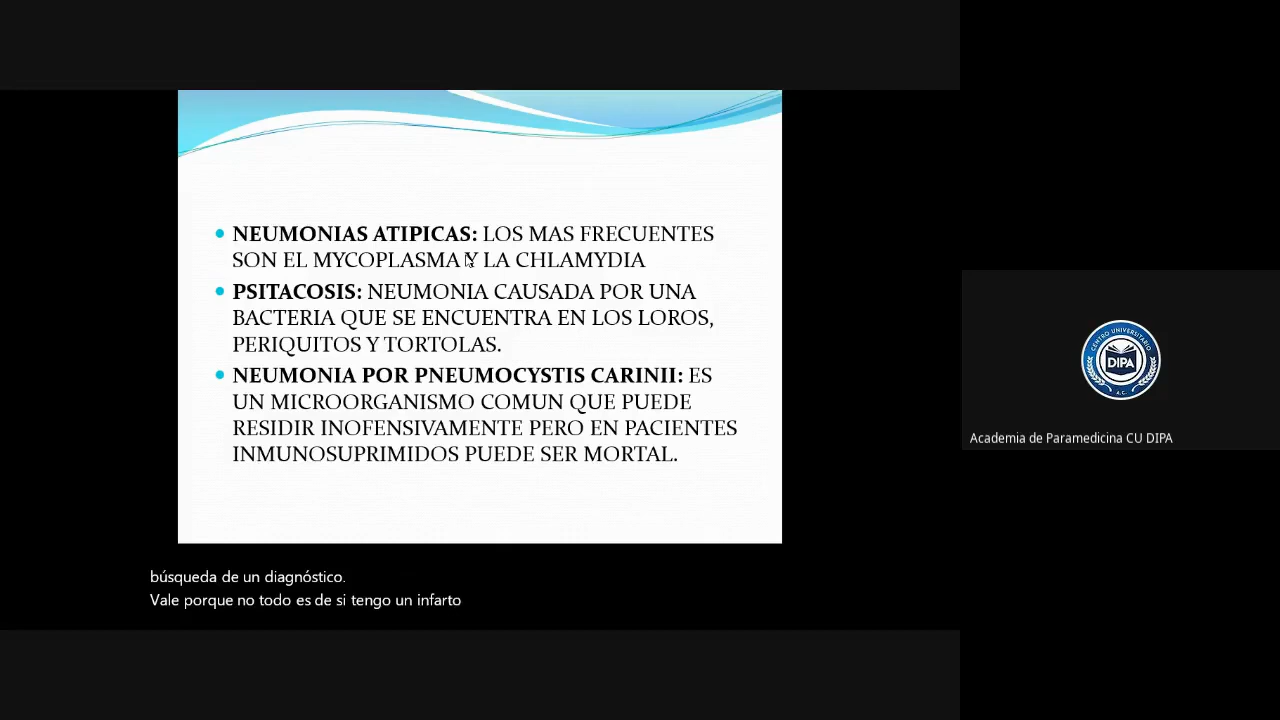 NEUMONIAS ATIPICAS: LOS MAS FRECUENTES
SON EL MYCOPLASMA Y LA CHLAMYDIA
PSITACOSIS: NEUMONIA CAUSADA POR UNA
BACTERIA QUE SE ENCUENTRA EN LOS LOROS,
PERIQUITOS Y TORTOLAS.
NEUMONIA POR PNEUMOCYSTIS CARINII: ES
UN MICROORGANISMO COMUN QUE PUEDE
RESIDIR INOFENSIVAMENTE PERO EN PACIENTES
INMUNOSUPRIMIDOS PUEDE SER MORTAL.
búsqueda de un diagnóstico.
Vale porque no todo es de si tengo un infarto
CENTRO UNIVERSITARIO
DIPA
A.C.
Academia de Paramedicina CU DIPA